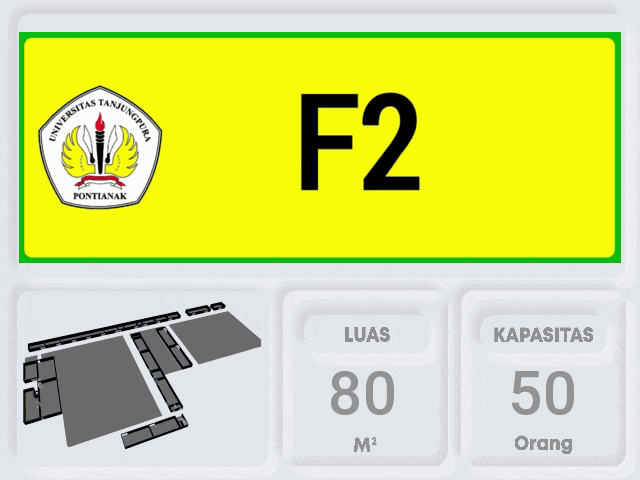 F2
UNIVERSITAS TANJUNGPURA
PONTIANAK
LUAS
80
M²
KAPASITAS
50
Orang